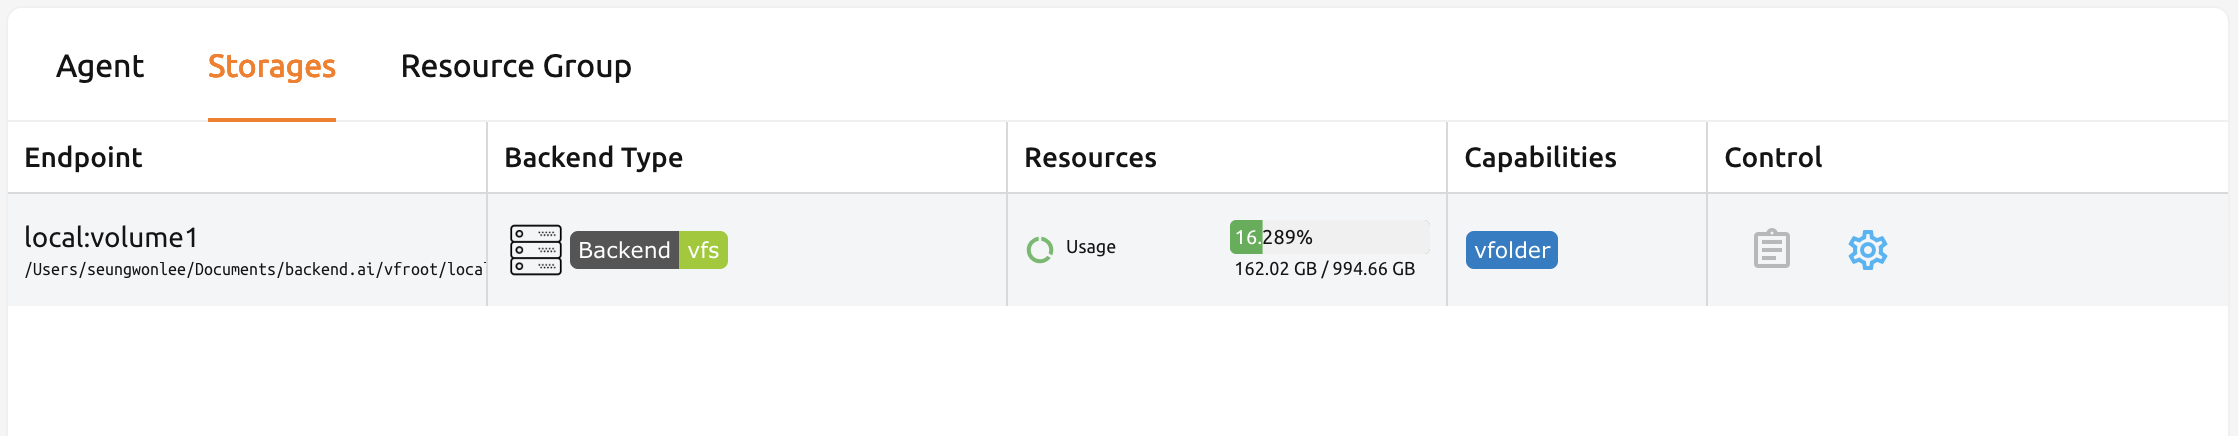 Agent Storages Resource Group
Endpoint Backend Type Resources Capabilities Control
local:volume1
/Users/seungwonlee/Documents/backend.ai/vfroot/local
Backend vfs
Usage
16.289%
162.02 GB / 994.66 GB
vfolder